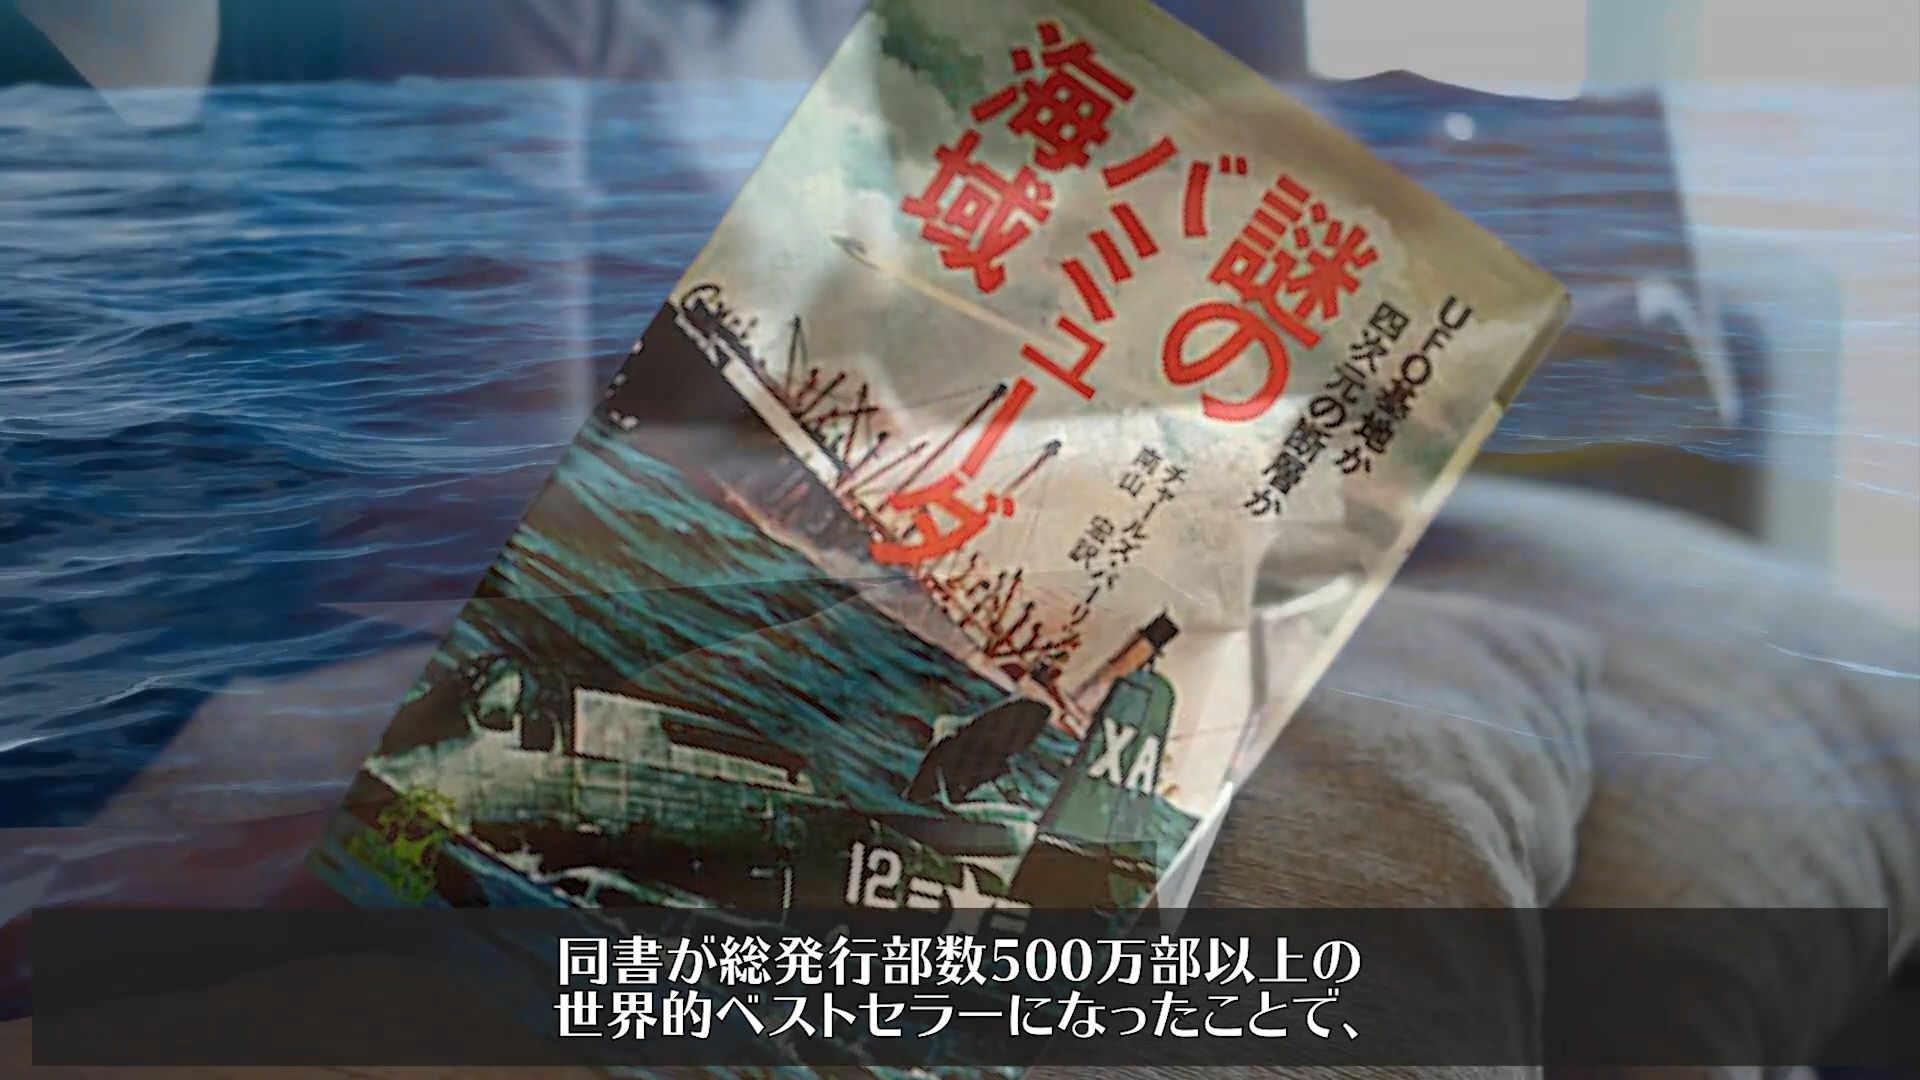 謎の
バミューダ
海域
UFO基地か
四次元の断層か
チャールズ・バーリッツ
南山 宏訳
XA
12
同書が総発行部数500万部以上の
世界的ベストセラーになったことで、